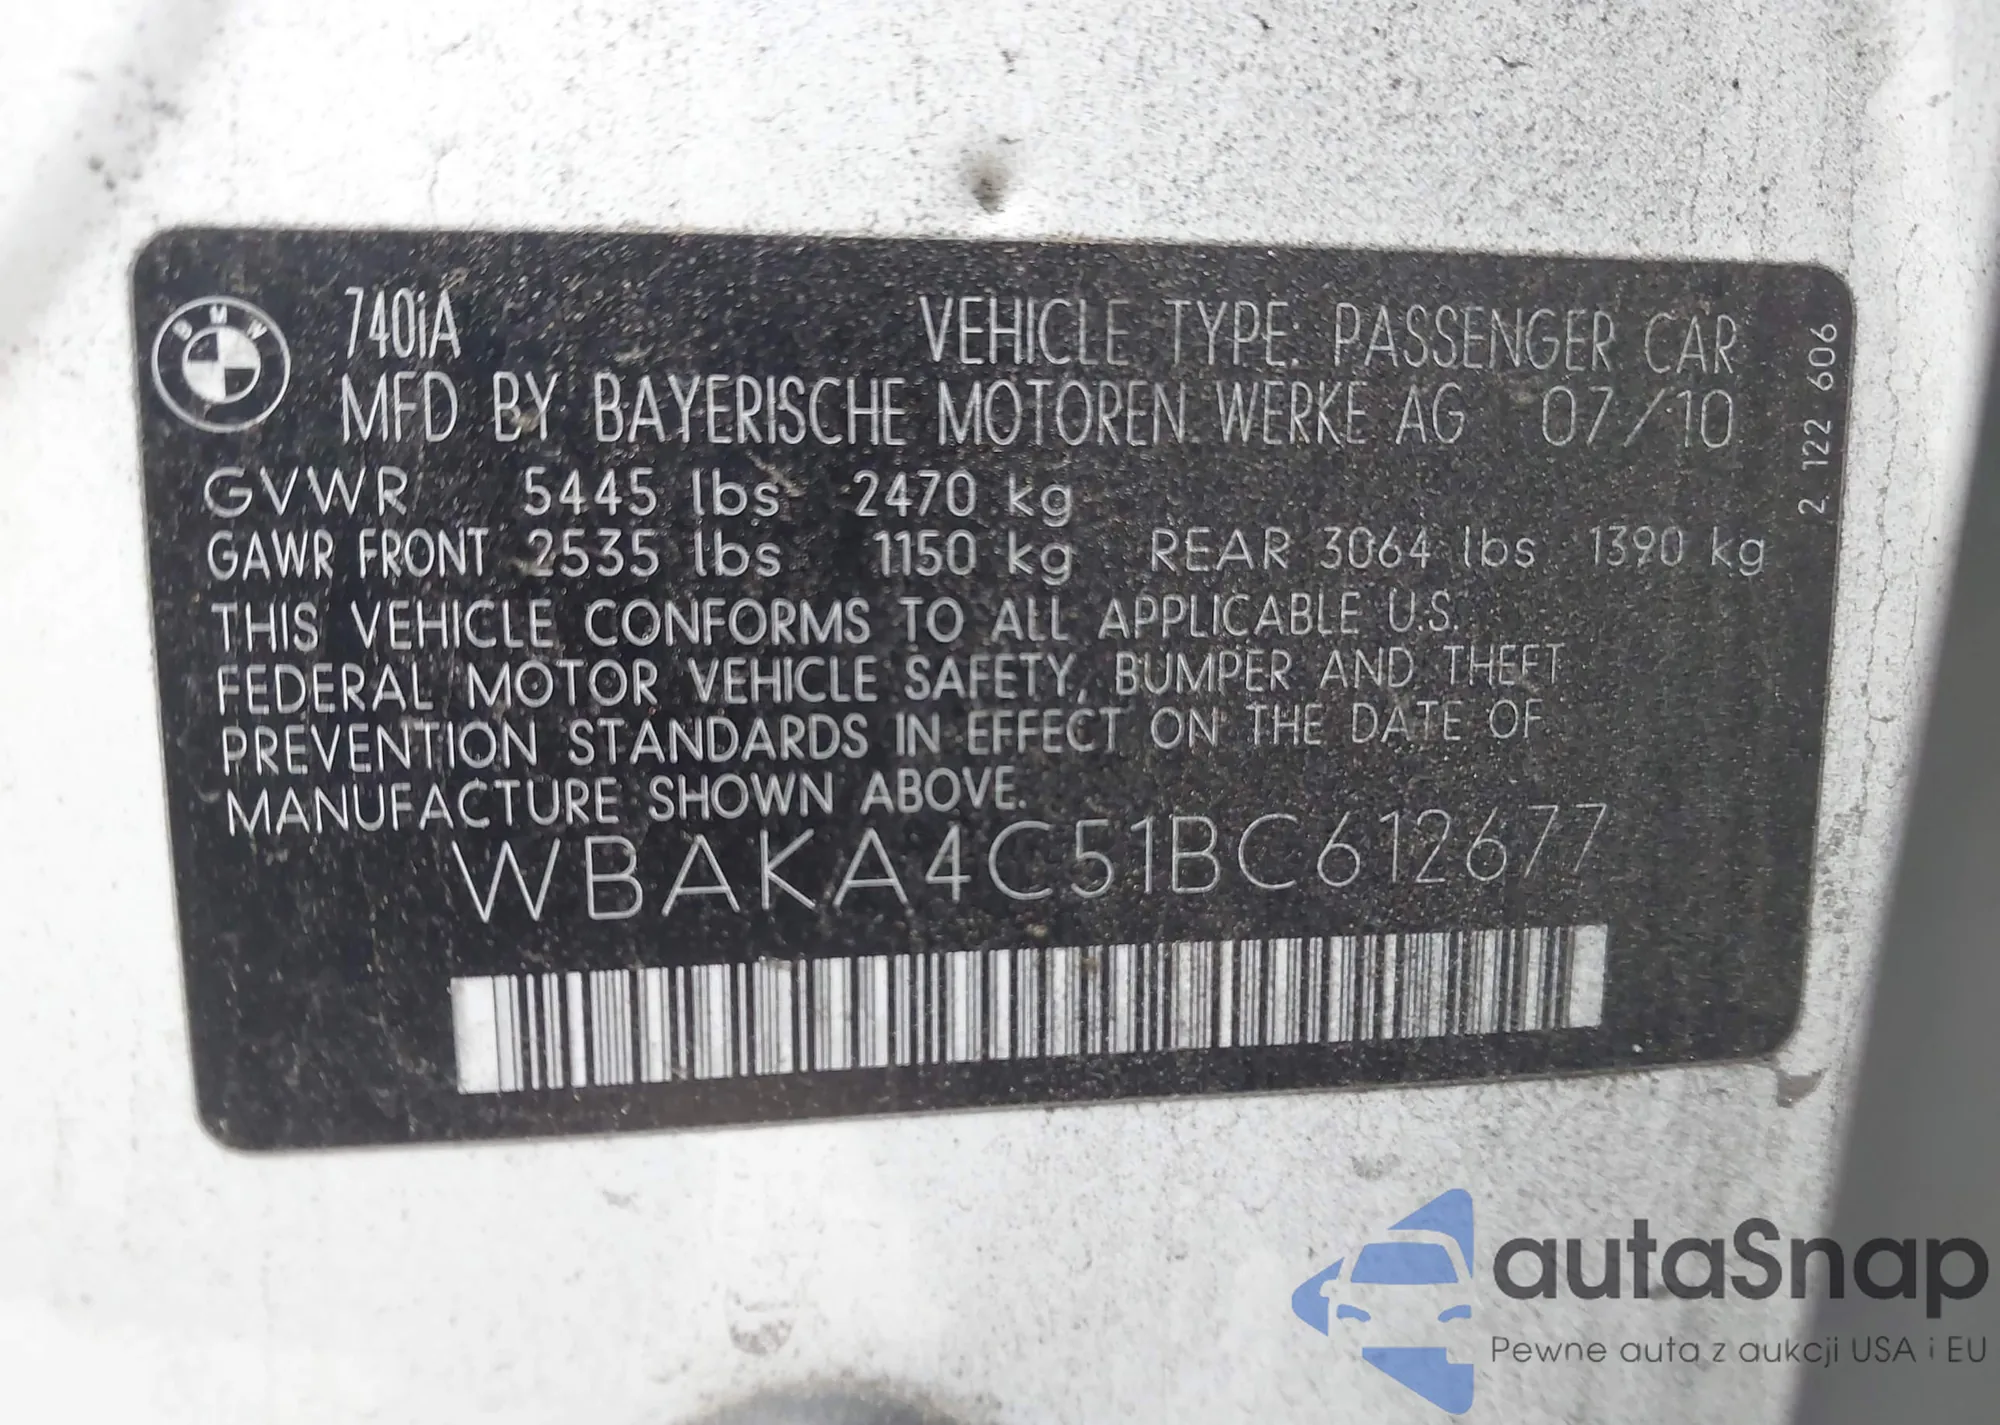 BMW
740iA
VEHICLE TYPE: PASSENGER CAR
MFD BY BAYERISCHE MOTOREN WERKE AG 07/10
GVWR 5445 lbs 2470 kg
GAWR FRONT 2535 lbs 1150 kg REAR 3064 lbs 1390 kg
2 122 606
THIS VEHICLE CONFORMS TO ALL APPLICABLE U.S.
FEDERAL MOTOR VEHICLE SAFETY, BUMPER AND THEFT
PREVENTION STANDARDS IN EFFECT ON THE DATE OF
MANUFACTURE SHOWN ABOVE.
WBAKA4C51BC612677
autaSnap
Pewne auta z aukcji USA i EU